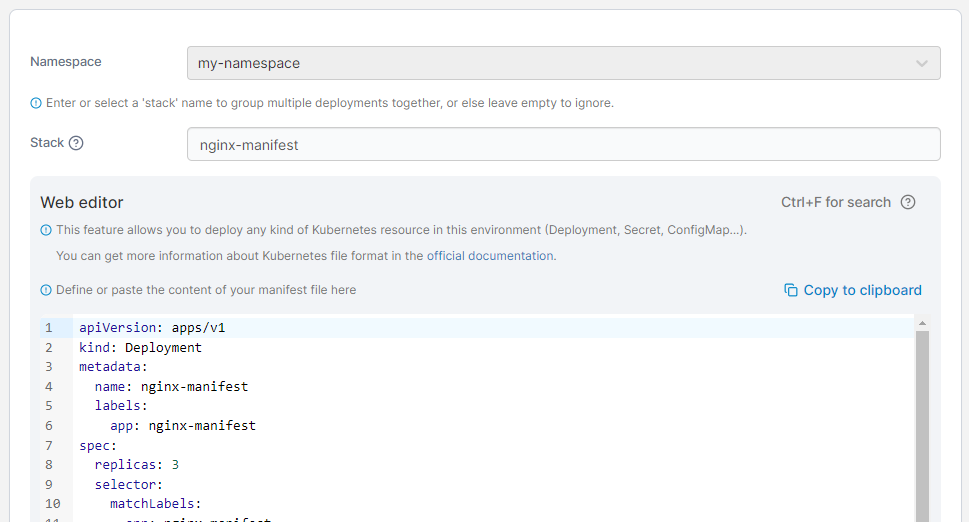 Namespace
my-namespace
Enter or select a 'stack' name to group multiple deployments together, or else leave empty to ignore.
Stack
nginx-manifest
Web editor
Ctrl+F for search
This feature allows you to deploy any kind of Kubernetes resource in this environment (Deployment, Secret, ConfigMap...).
You can get more information about Kubernetes file format in the official documentation.
Define or paste the content of your manifest file here
Copy to clipboard
1 apiVersion: apps/v1
2 kind: Deployment
3 metadata:
4   name: nginx-manifest
5   labels:
6     app: nginx-manifest
7 spec:
8   replicas: 3
9   selector:
10     matchLabels:
11       app: nginx-manifest